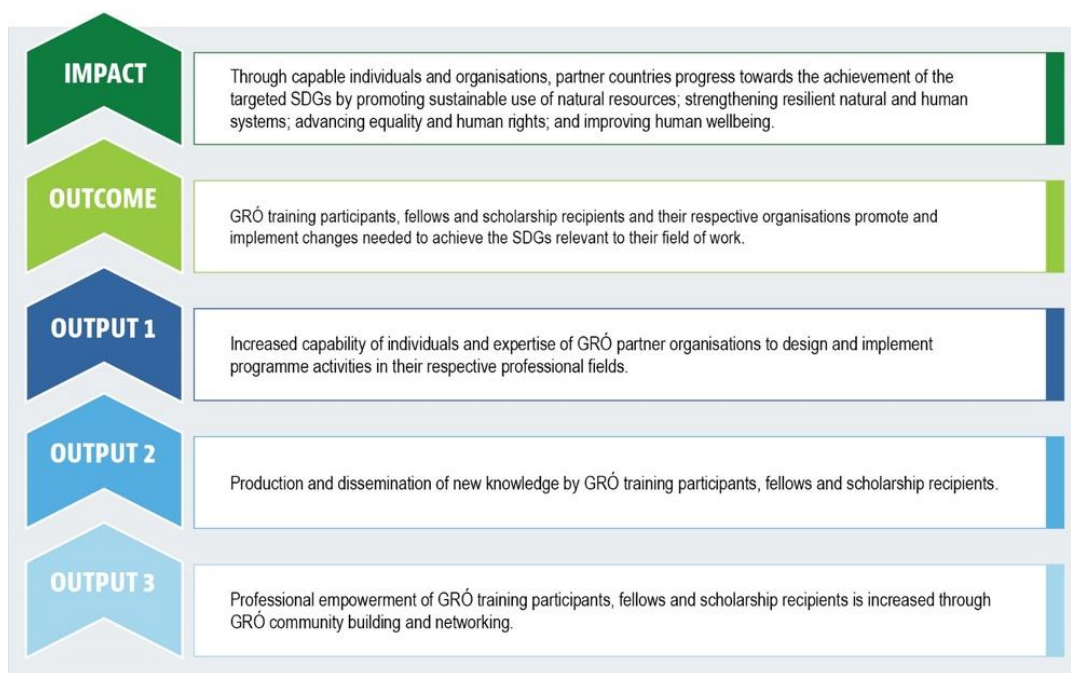 IMPACT
Through capable individuals and organisations, partner countries progress towards the achievement of the
targeted SDGs by promoting sustainable use of natural resources; strengthening resilient natural and human
systems; advancing equality and human rights; and improving human wellbeing.
OUTCOME
GRÓ training participants, fellows and scholarship recipients and their respective organisations promote and
implement changes needed to achieve the SDGs relevant to their field of work.
OUTPUT 1
Increased capability of individuals and expertise of GRÓ partner organisations to design and implement
programme activities in their respective professional fields.
OUTPUT 2
Production and dissemination of new knowledge by GRÓ training participants, fellows and scholarship recipients.
OUTPUT 3
Professional empowerment of GRÓ training participants, fellows and scholarship recipients is increased through
GRÓ community building and networking.